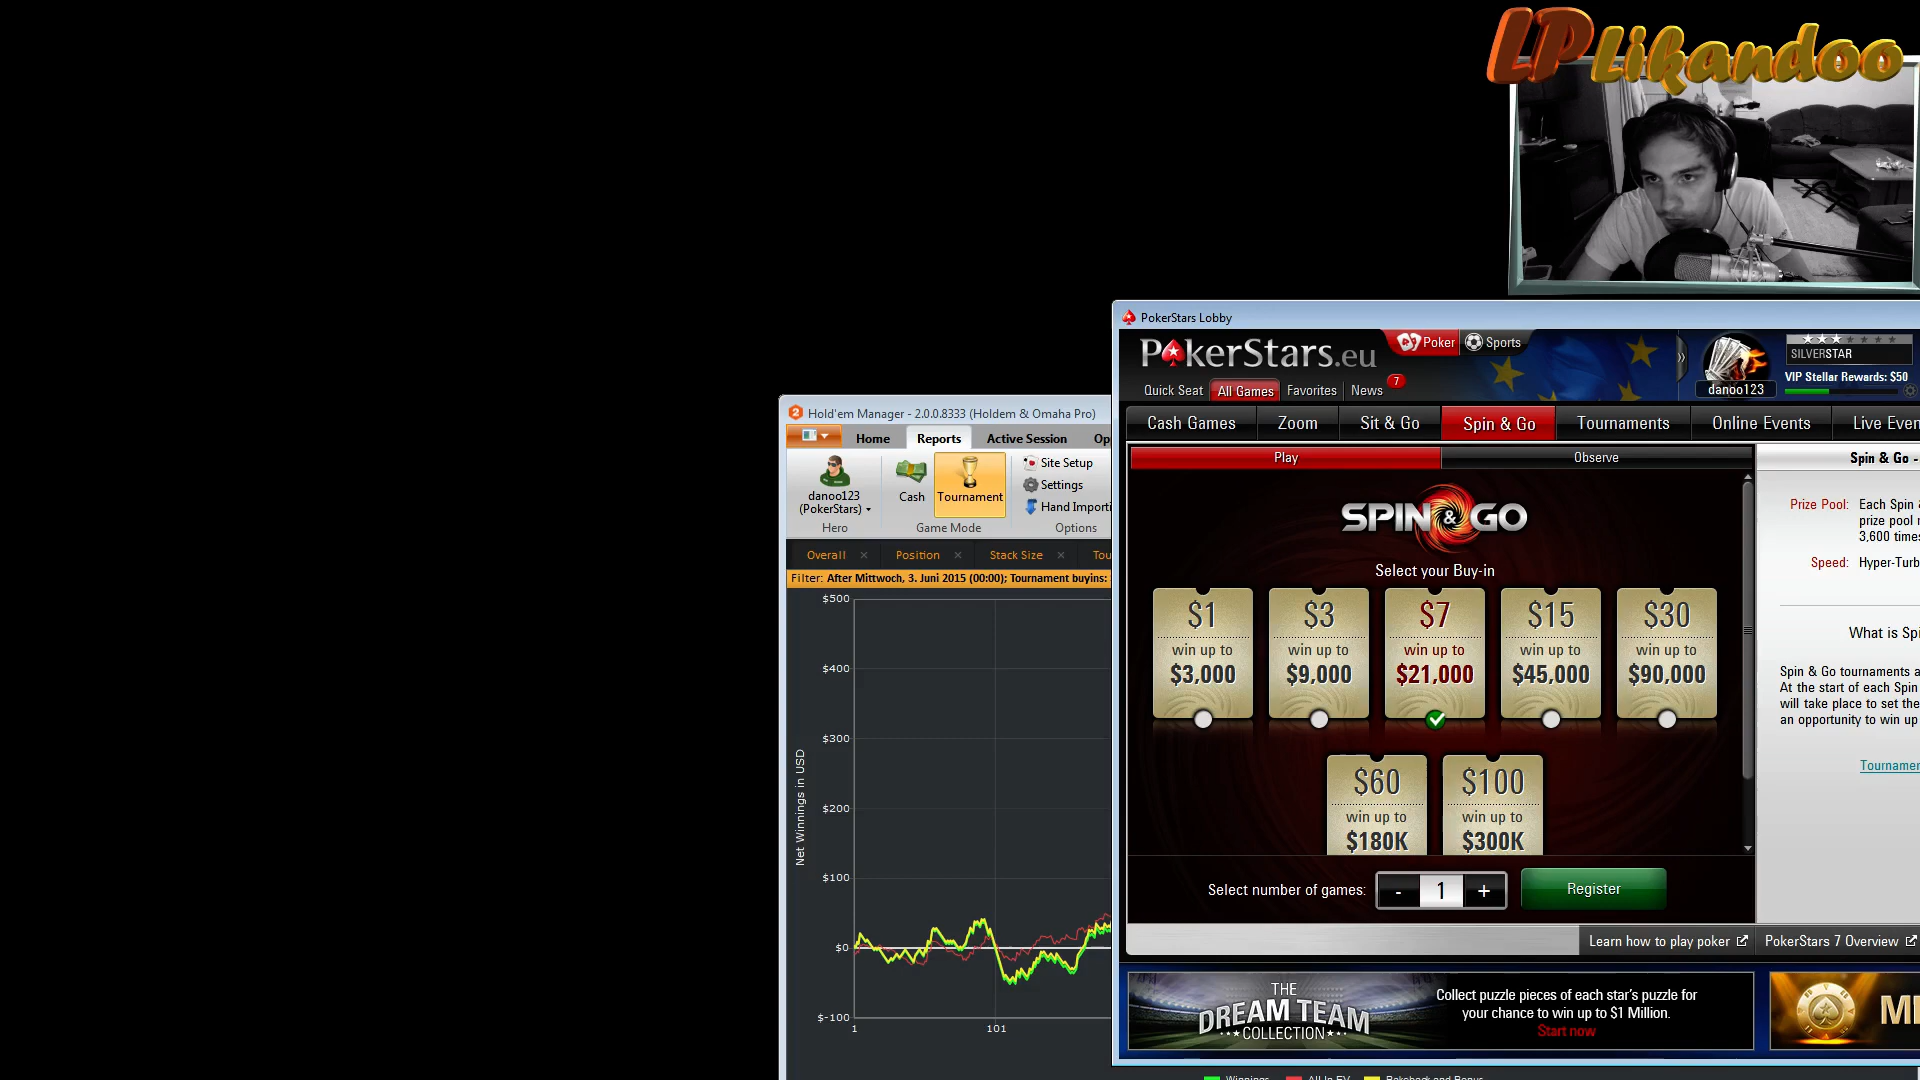 LP Likandoo
PokerStars Lobby
PokerStars.eu
Poker
Sports
SILVERSTAR
VIP Stellar Rewards: $50
danoo123
Quick Seat
All Games
Favorites
News
7
Cash Games
Zoom
Sit & Go
Spin & Go
Tournaments
Online Events
Live Even
Play
Observe
SPIN & GO
Select your Buy-in
$1
win up to
$3,000
$3
win up to
$9,000
$7
win up to
$21,000
$15
win up to
$45,000
$30
win up to
$90,000
$60
win up to
$180K
$100
win up to
$300K
Select number of games:
-
1
+
Register
Spin & Go -
Prize Pool: Each Spin
prize pool
3,600 times
Speed: Hyper-Turb
What is Spi
Spin & Go tournaments a
At the start of each Spin
will take place to set the
an opportunity to win up
Tournamen
Learn how to play poker
PokerStars 7 Overview
THE
DREAM TEAM
COLLECTION
Collect puzzle pieces of each star's puzzle for
your chance to win up to $1 Million.
Start now
Hold'em Manager - 2.0.0.8333 (Holdem & Omaha Pro)
Home
Reports
Active Session
Op
danoo123
(PokerStars)
Hero
Cash
Tournament
Game Mode
Site Setup
Settings
Hand Importi
Options
Overall
Position
Stack Size
Tou
Filter: After Mittwoch, 3. Juni 2015 (00:00); Tournament buyins:
Net Winnings in USD
$500
$400
$300
$200
$100
$0
$-100
1
101